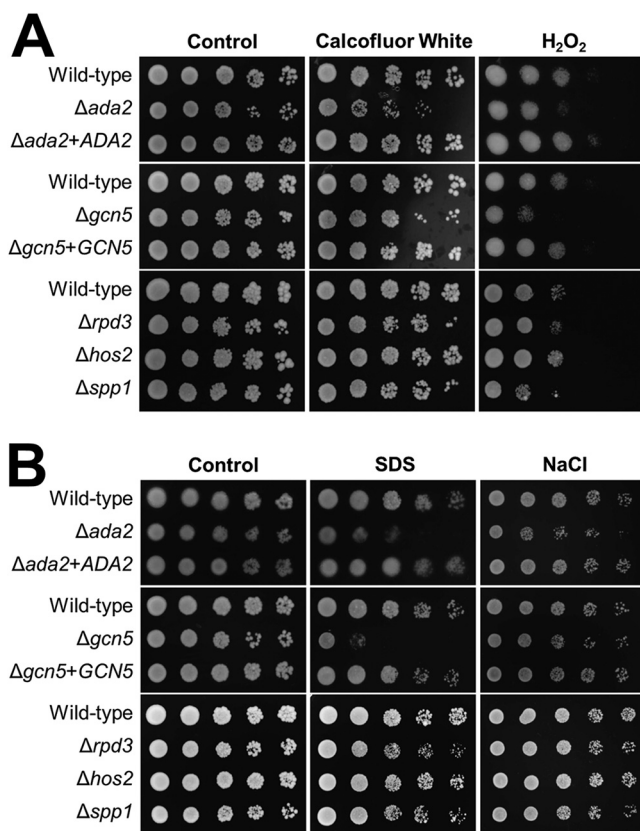 A
Control Calcofluor White H₂O₂
Wild-type
Δada2
Δada2+ADA2
Wild-type
Δgcn5
Δgcn5+GCN5
Wild-type
Δrpd3
Δhos2
Δspp1
B
Control SDS NaCl
Wild-type
Δada2
Δada2+ADA2
Wild-type
Δgcn5
Δgcn5+GCN5
Wild-type
Δrpd3
Δhos2
Δspp1